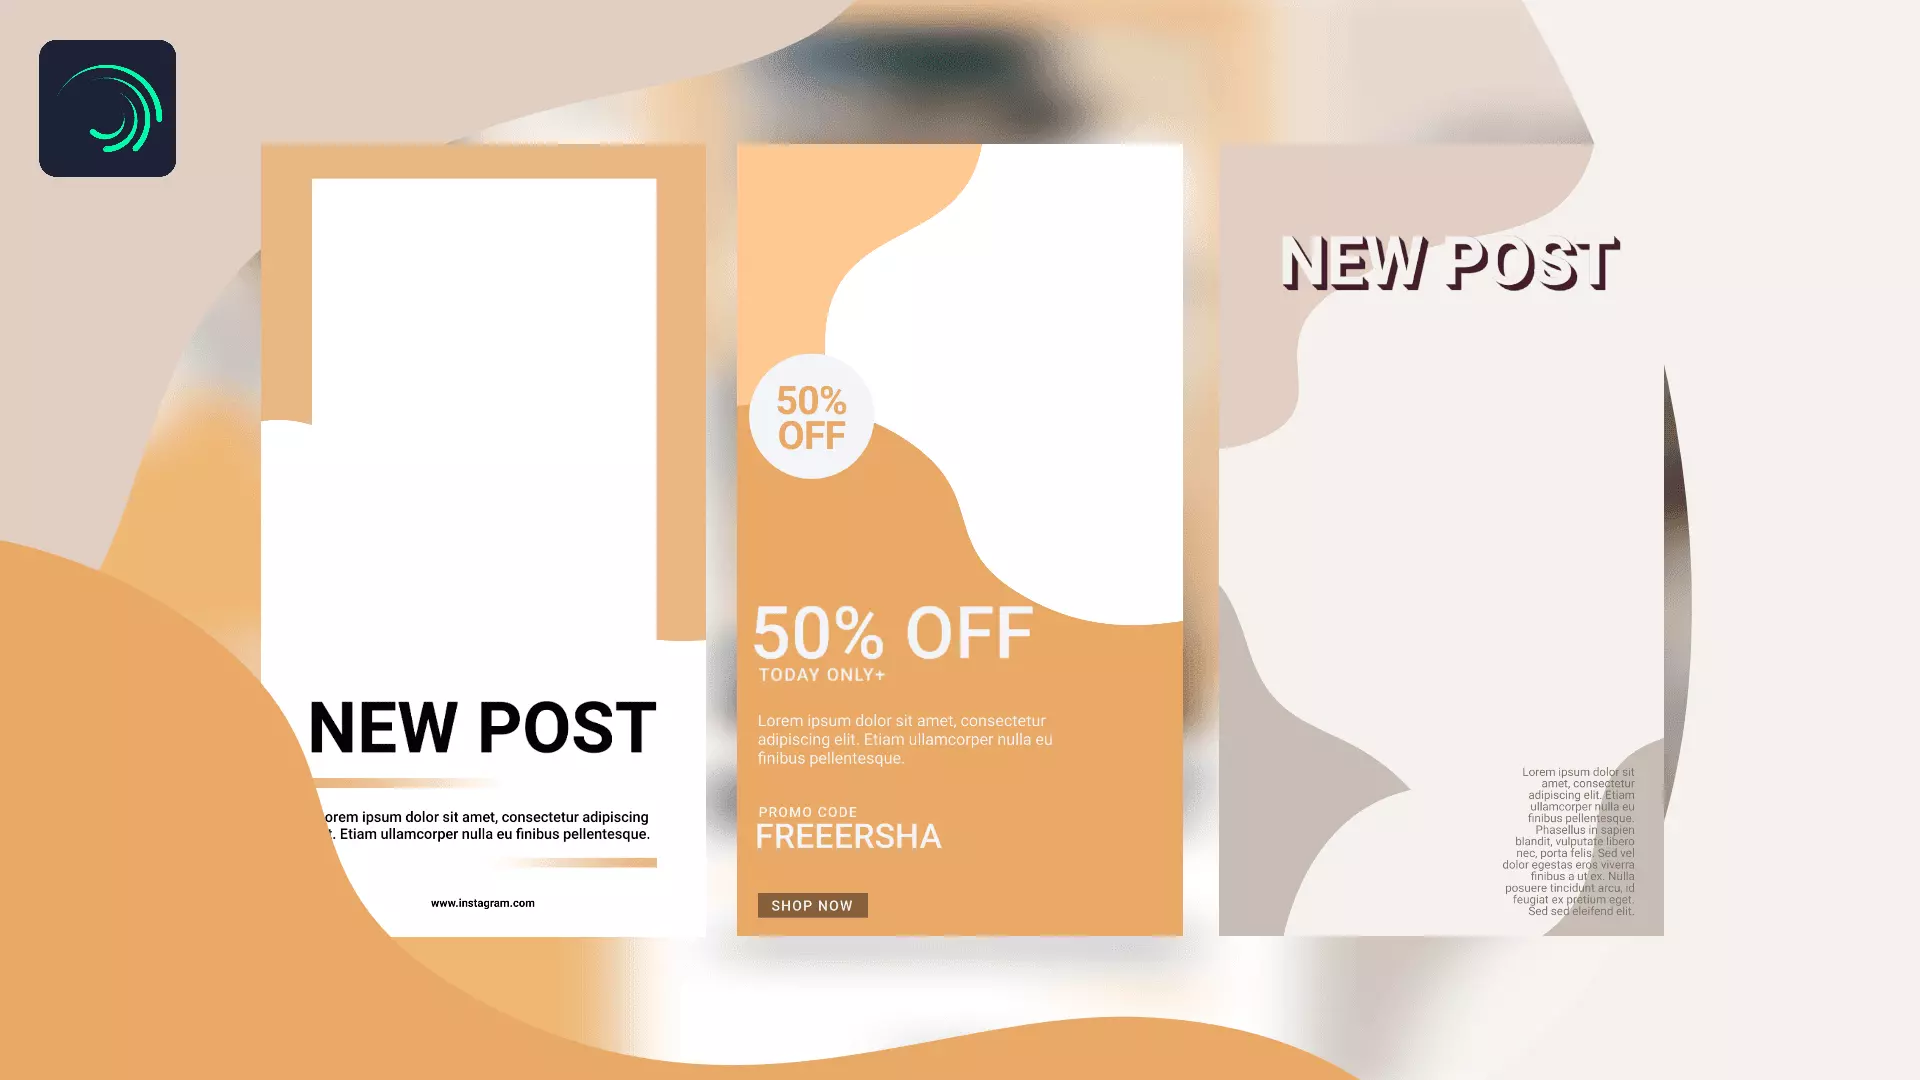 NEW POST
orem ipsum dolor sit amet, consectetur adipiscing
t. Etiam ullamcorper nulla eu finibus pellentesque.
www.instagram.com
50%
OFF
50% OFF
TODAY ONLY+
Lorem ipsum dolor sit amet, consectetur
adipiscing elit. Etiam ullamcorper nulla eu
finibus pellentesque.
PROMO CODE
FREEERSHA
SHOP NOW
NEW POST
Lorem ipsum dolor sit
amet, consectetur
adipiscing elit. Etiam
ullamcorper nulla eu
finibus pellentesque.
Phasellus in sapien
blandit, vulputate libero
nec, porta felis. Sed vel
dolor egestas eros viverra
finibus a ut ex. Nulla
posuere tincidunt arcu, id
feugiat ex pretium eget.
Sed sed eleifend elit.